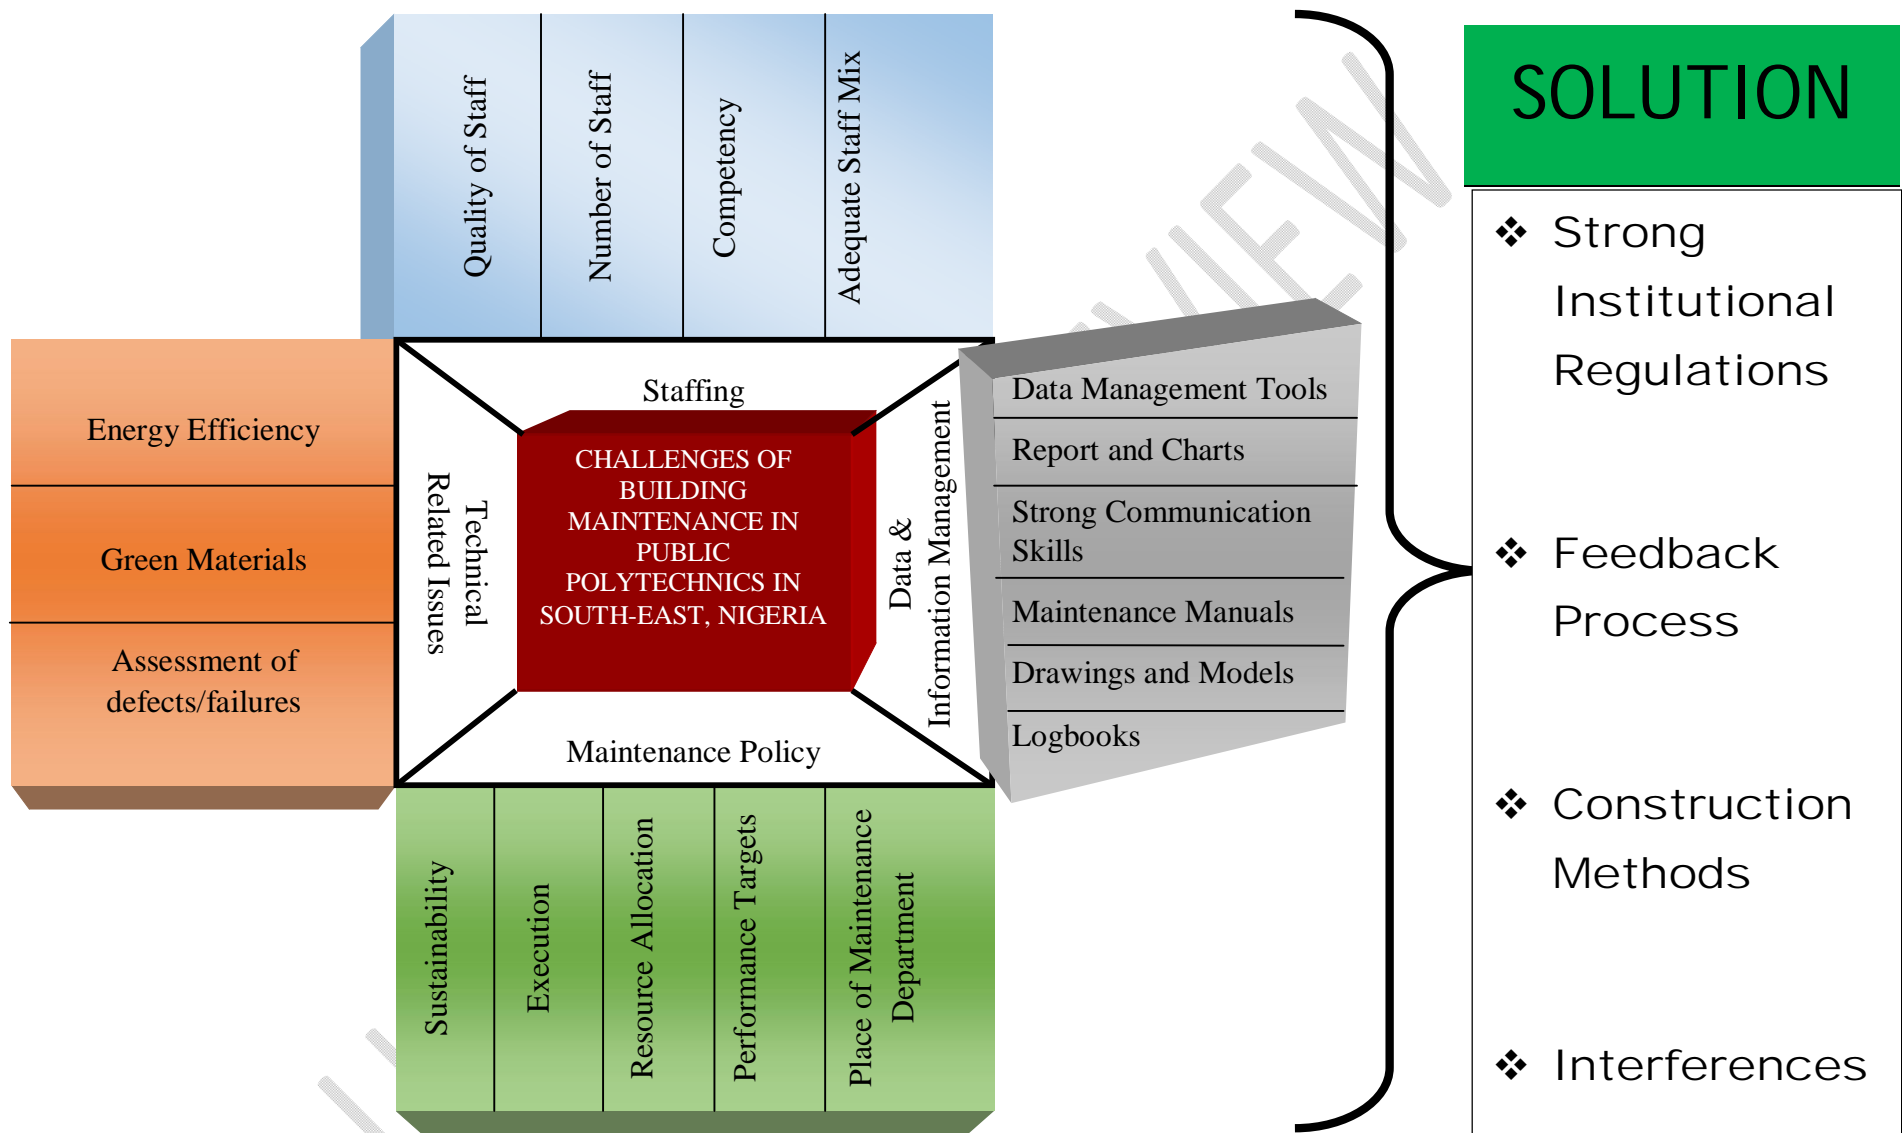 Quality of Staff
Number of Staff
Competency
Adequate Staff Mix
SOLUTION
Staffing
Energy Efficiency
Green Materials
Assessment of
defects/failures
Technical
Related Issues
CHALLENGES OF
BUILDING
MAINTENANCE IN
PUBLIC
POLYTECHNICS IN
SOUTH-EAST, NIGERIA
Data &
Information Management
Data Management Tools
Report and Charts
Strong Communication
Skills
Maintenance Manuals
Drawings and Models
Logbooks
Maintenance Policy
Sustainability
Execution
Resource Allocation
Performance Targets
Place of Maintenance
Department
❖ Strong
Institutional
Regulations
❖ Feedback
Process
❖ Construction
Methods
❖ Interferences